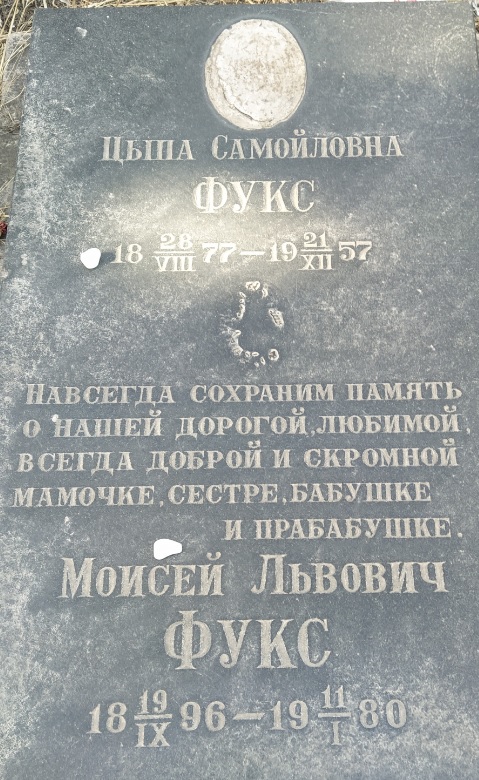 Цыпа Самойловна
ФУКС
18 28/VIII 77 — 19 21/XII 57
НАВСЕГДА СОХРАНИМ ПАМЯТЬ
О НАШЕЙ ДОРОГОЙ, ЛЮБИМОЙ,
ВСЕГДА ДОБРОЙ И СКРОМНОЙ
МАМОЧКЕ, СЕСТРЕ, БАБУШКЕ
И ПРАБАБУШКЕ.
МОИСЕЙ ЛЬВОВИЧ
ФУКС
18 19/IX 96 — 19 11/I 80